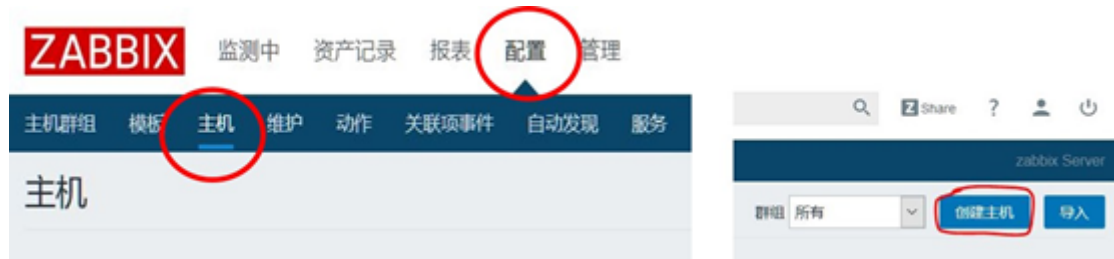 ZABBIX 监测中 资产记录 报表 配置 管理
主机群组 模板 主机 维护 动作 关联项事件 自动发现 服务
主机
Z Share ?
zabbix Server
群组 所有 创建主机 导入